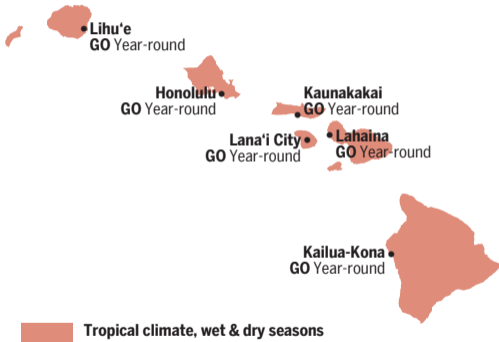 Lihu‘e
GO Year-round
Honolulu
GO Year-round
Kaunakakai
GO Year-round
Lana‘i City
GO Year-round
Lahaina
GO Year-round
Kailua-Kona
GO Year-round
Tropical climate, wet & dry seasons